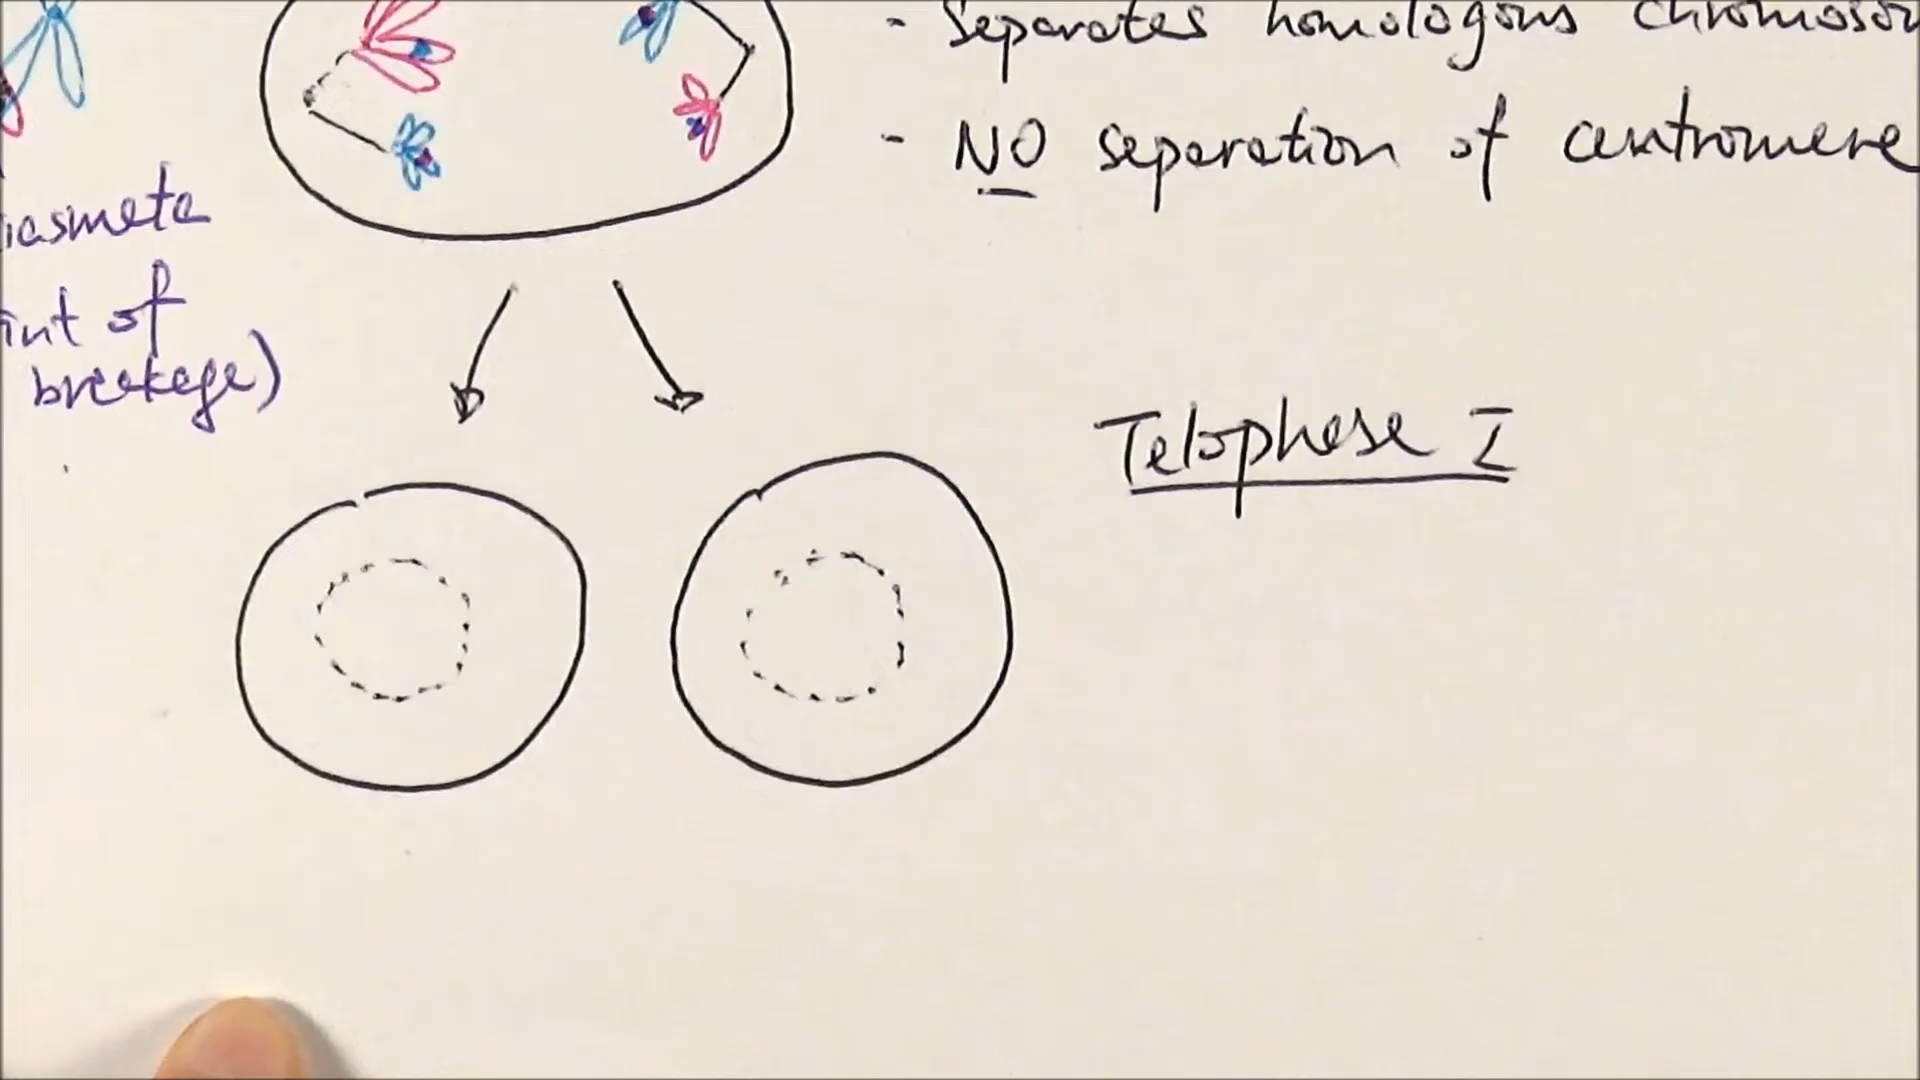 - Separates homologous chromoso
- NO separation of centromere
iasmata
int of
breakage)
Telophase I